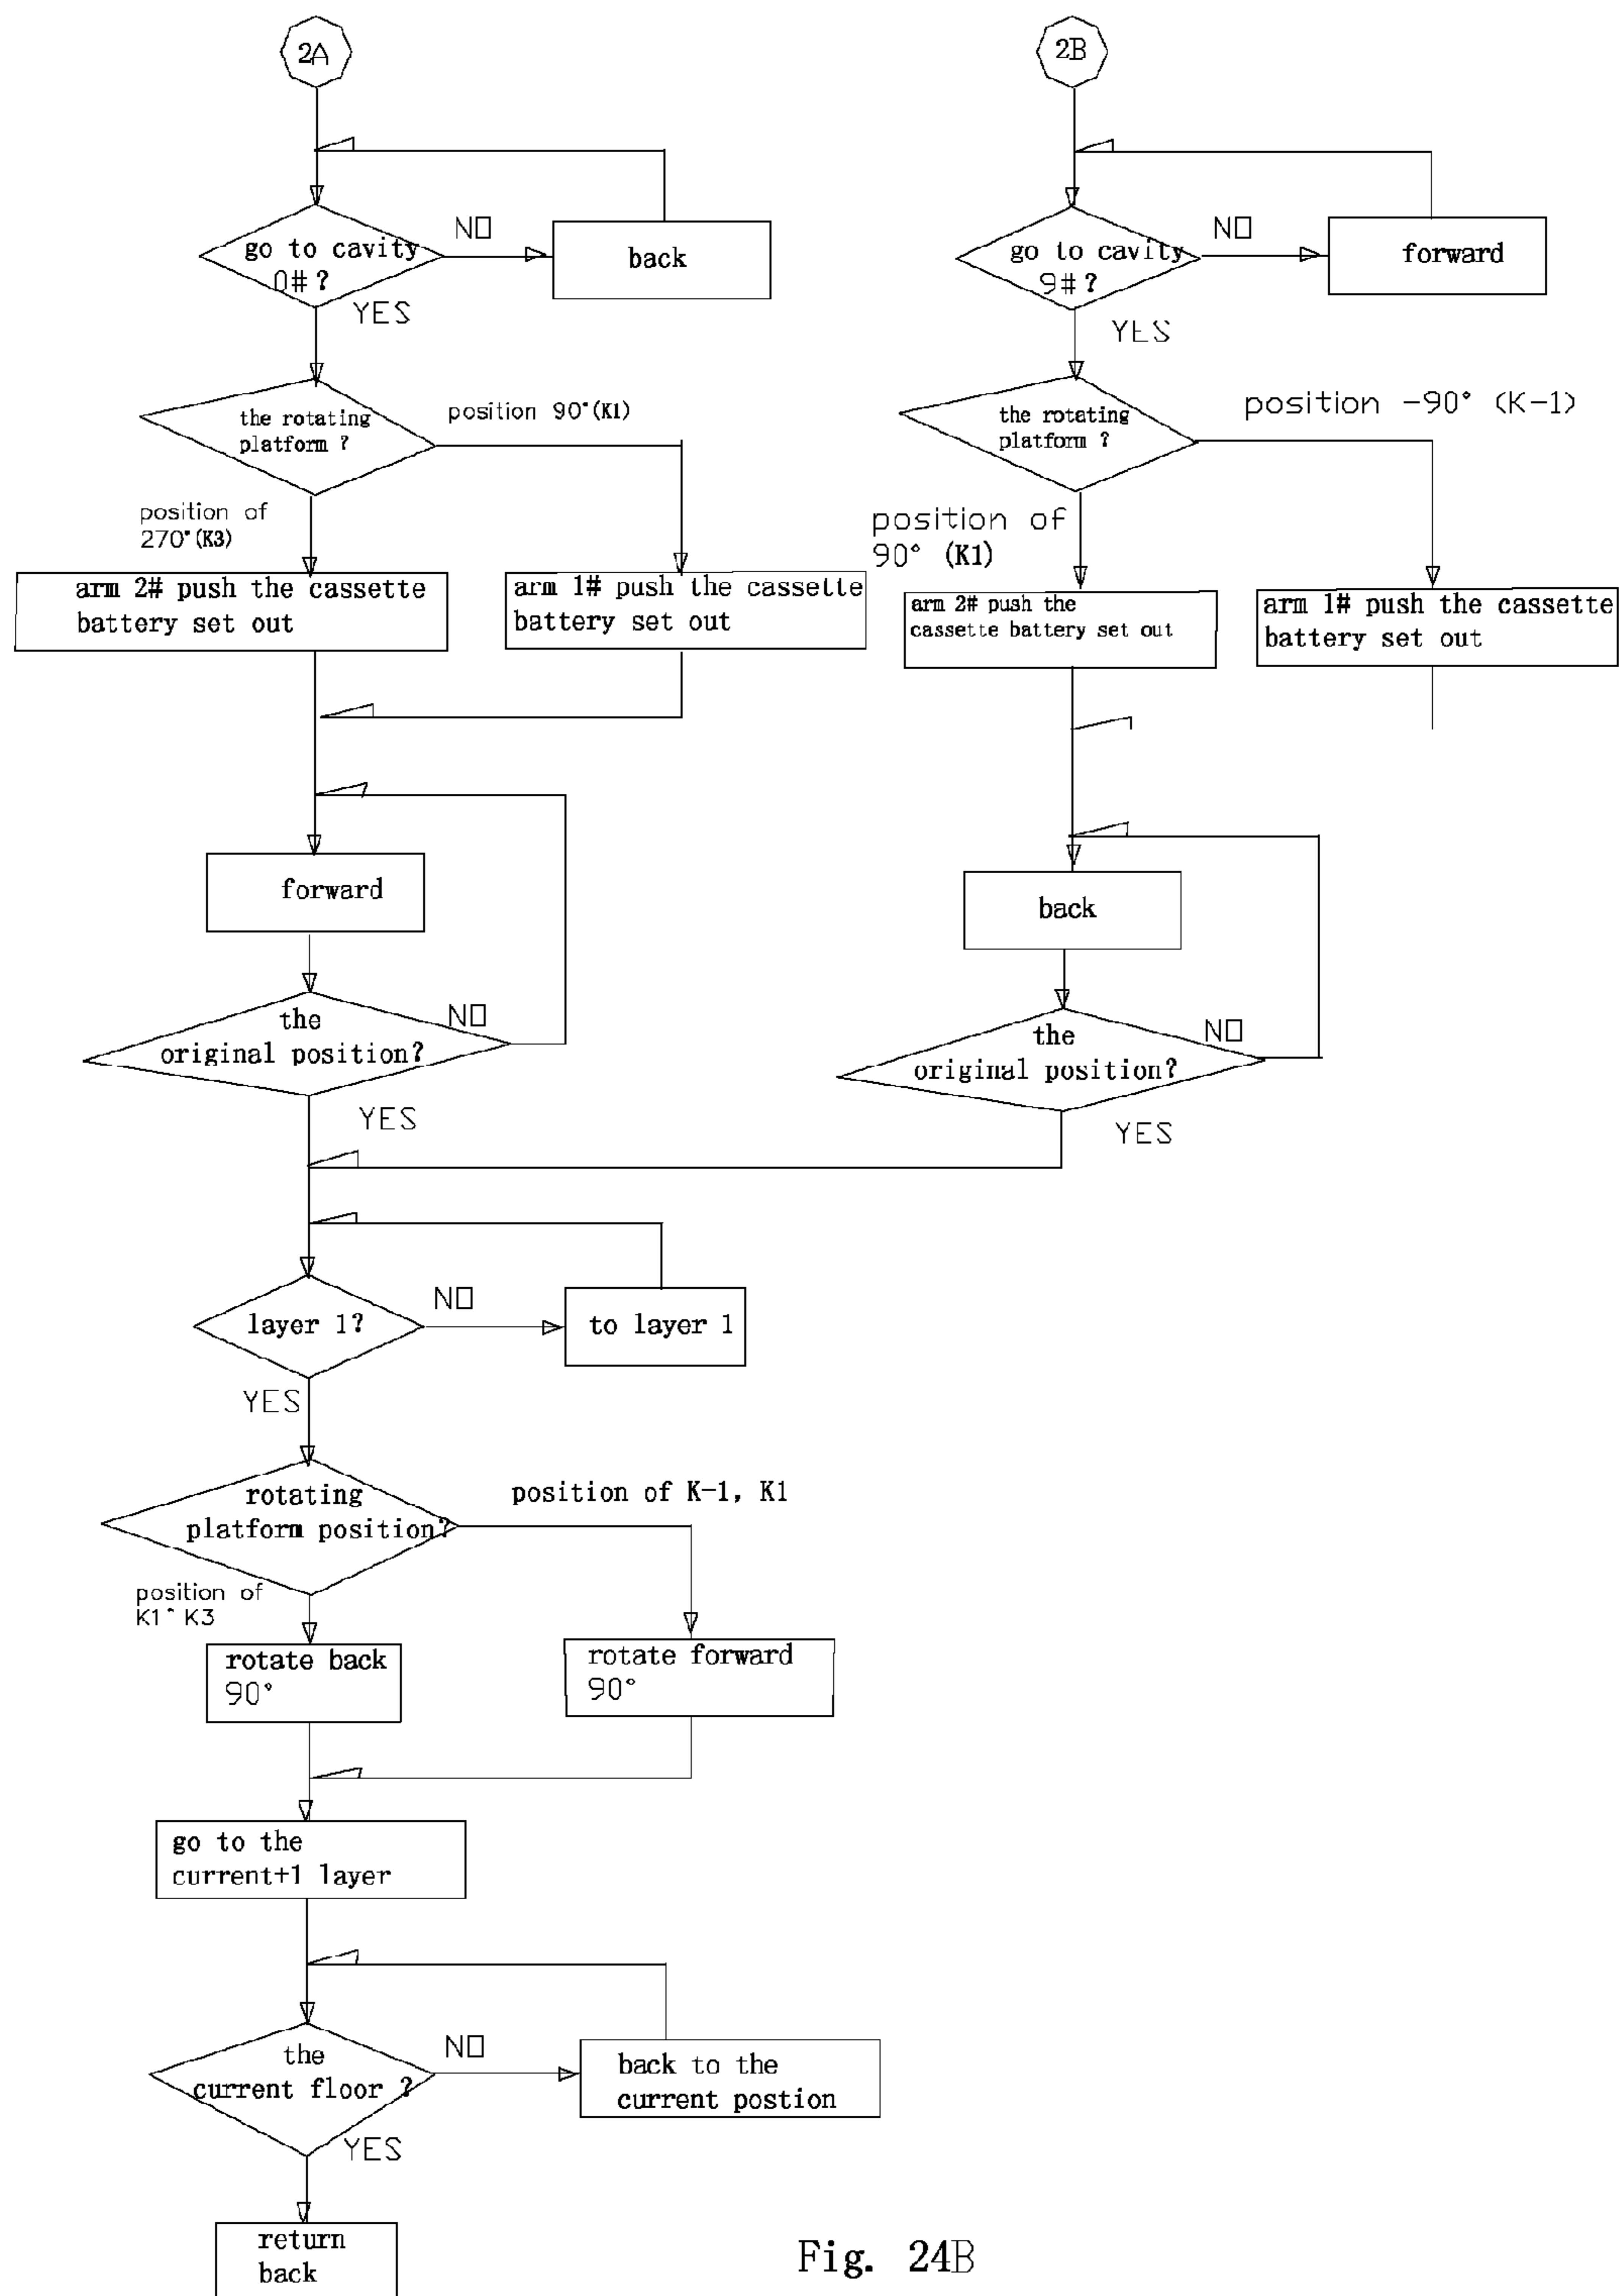 2A
2B
go to cavity
0#?
NO
back
YES
go to cavity
9#?
NO
forward
YES
the rotating
platform ?
position 90°(K1)
position of
270°(K3)
the rotating
platform ?
position -90° (K-1)
position of
90° (K1)
arm 2# push the cassette
battery set out
arm 1# push the cassette
battery set out
arm 2# push the
cassette battery set out
arm 1# push the cassette
battery set out
forward
back
the
original position?
NO
YES
the
original position?
NO
YES
layer 1?
NO
to layer 1
YES
rotating
platform position?
position of K-1, K1
position of
K1~K3
rotate back
90°
rotate forward
90°
go to the
current+1 layer
the
current floor ?
NO
back to the
current postion
YES
return
back
Fig. 24B